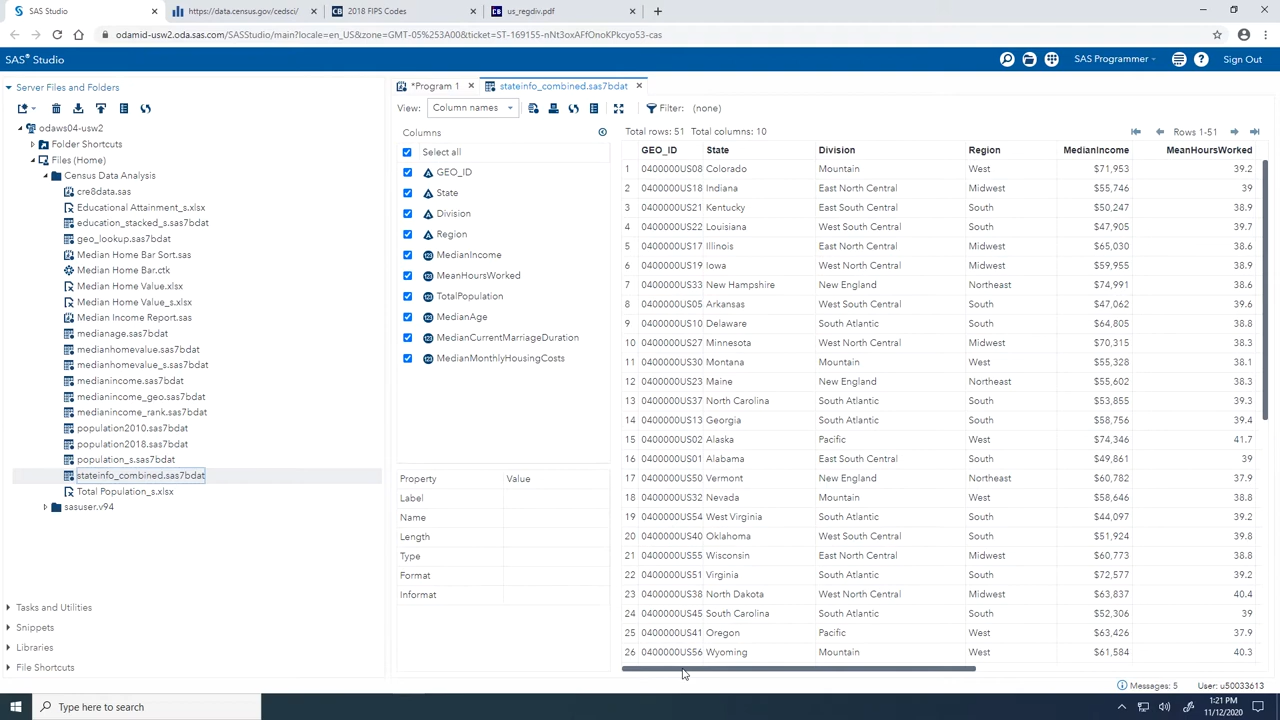 SAS Studio
https://data.census.gov/cedsci/
2018 FIPS Codes
us_regdiv.pdf
odamid-usw2.oda.sas.com/SASStudio/main?locale=en_US&zone=GMT-05%253A00&ticket=ST-169155-nNt3oxAFfOnoKPkcyo53-cas
SAS® Studio
SAS Programmer
Sign Out
Server Files and Folders
odaws04-usw2
Folder Shortcuts
Files (Home)
Census Data Analysis
cre8data.sas
Educational Attainment_s.xlsx
education_stacked_s.sas7bdat
geo_lookup.sas7bdat
Median Home Bar Sort.sas
Median Home Bar.ctk
Median Home Value.xlsx
Median Home Value_s.xlsx
Median Income Report.sas
medianage.sas7bdat
medianhomevalue.sas7bdat
medianhomevalue_s.sas7bdat
medianincome.sas7bdat
medianincome_geo.sas7bdat
medianincome_rank.sas7bdat
population2010.sas7bdat
population2018.sas7bdat
population_s.sas7bdat
stateinfo_combined.sas7bdat
Total Population_s.xlsx
sasuser.v94
Tasks and Utilities
Snippets
Libraries
File Shortcuts
*Program 1
stateinfo_combined.sas7bdat
View: Column names
Filter: (none)
Columns
Select all
GEO_ID
State
Division
Region
MedianIncome
MeanHoursWorked
TotalPopulation
MedianAge
MedianCurrentMarriageDuration
MedianMonthlyHousingCosts
Property Value
Label
Name
Length
Type
Format
Informat
Total rows: 51 Total columns: 10
Rows 1-51
GEO_ID State Division Region MedianIncome MeanHoursWorked
1 0400000US08 Colorado Mountain West $71,953 39.2
2 0400000US18 Indiana East North Central Midwest $55,746 39
3 0400000US21 Kentucky East South Central South $50,247 38.9
4 0400000US22 Louisiana West South Central South $47,905 39.7
5 0400000US17 Illinois East North Central Midwest $65,030 38.6
6 0400000US19 Iowa West North Central Midwest $59,955 38.9
7 0400000US33 New Hampshire New England Northeast $74,991 38.6
8 0400000US05 Arkansas West South Central South $47,062 39.6
9 0400000US10 Delaware South Atlantic South $64,805 38.8
10 0400000US27 Minnesota West North Central Midwest $70,315 38.3
11 0400000US30 Montana Mountain West $55,328 38.1
12 0400000US23 Maine New England Northeast $55,602 38.3
13 0400000US37 North Carolina South Atlantic South $53,855 39.3
14 0400000US13 Georgia South Atlantic South $58,756 39.4
15 0400000US02 Alaska Pacific West $74,346 41.7
16 0400000US01 Alabama East South Central South $49,861 39
17 0400000US50 Vermont New England Northeast $60,782 37.9
18 0400000US32 Nevada Mountain West $58,646 38.8
19 0400000US54 West Virginia South Atlantic South $44,097 39.2
20 0400000US40 Oklahoma West South Central South $51,924 39.8
21 0400000US55 Wisconsin East North Central Midwest $60,773 38.8
22 0400000US51 Virginia South Atlantic South $72,577 39.2
23 0400000US38 North Dakota West North Central Midwest $63,837 40.4
24 0400000US45 South Carolina South Atlantic South $52,306 39
25 0400000US41 Oregon Pacific West $63,426 37.9
26 0400000US56 Wyoming Mountain West $61,584 40.3
Messages: 5 User: u50033613
Type here to search
1:21 PM
11/12/2020